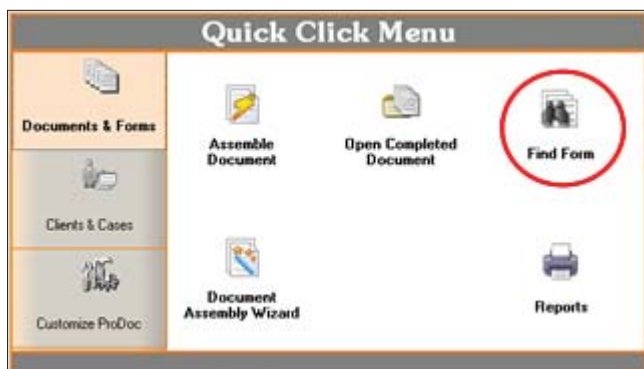 Quick Click Menu
Documents & Forms
Clients & Cases
Customize ProDoc
Assemble
Document
Open Completed
Document
Find Form
Document
Assembly Wizard
Reports